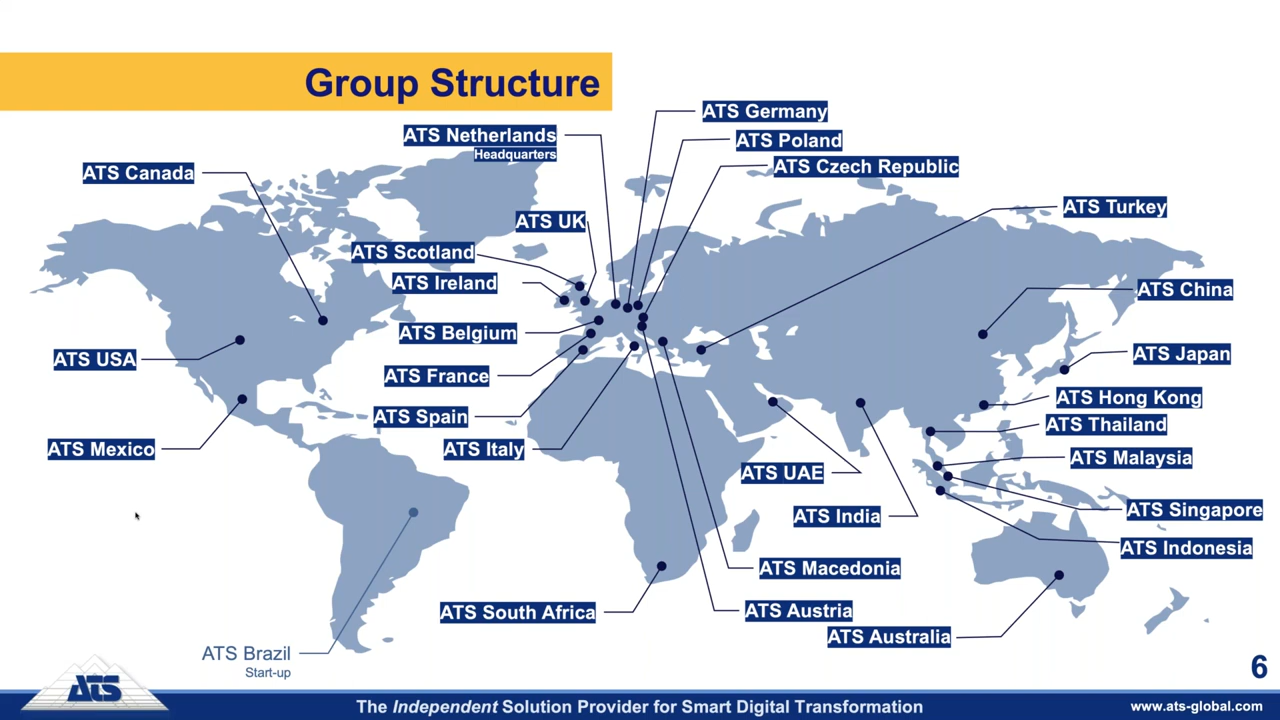 Group Structure
ATS Germany
ATS Netherlands
Headquarters
ATS Poland
ATS Czech Republic
ATS Canada
ATS Turkey
ATS UK
ATS Scotland
ATS Ireland
ATS China
ATS Belgium
ATS USA
ATS Japan
ATS France
ATS Hong Kong
ATS Spain
ATS Thailand
ATS Mexico
ATS Italy
ATS Malaysia
ATS UAE
ATS Singapore
ATS India
ATS Indonesia
ATS Macedonia
ATS South Africa
ATS Austria
ATS Australia
ATS Brazil
Start-up
6
ATS
The Independent Solution Provider for Smart Digital Transformation
www.ats-global.com